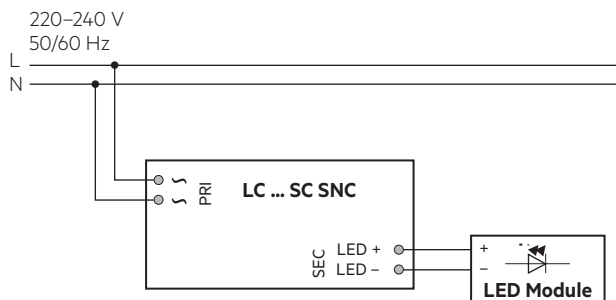 220–240 V
50/60 Hz
L
N
~
~
PRI
LC ... SC SNC
SEC
LED +
LED –
+
–
LED Module